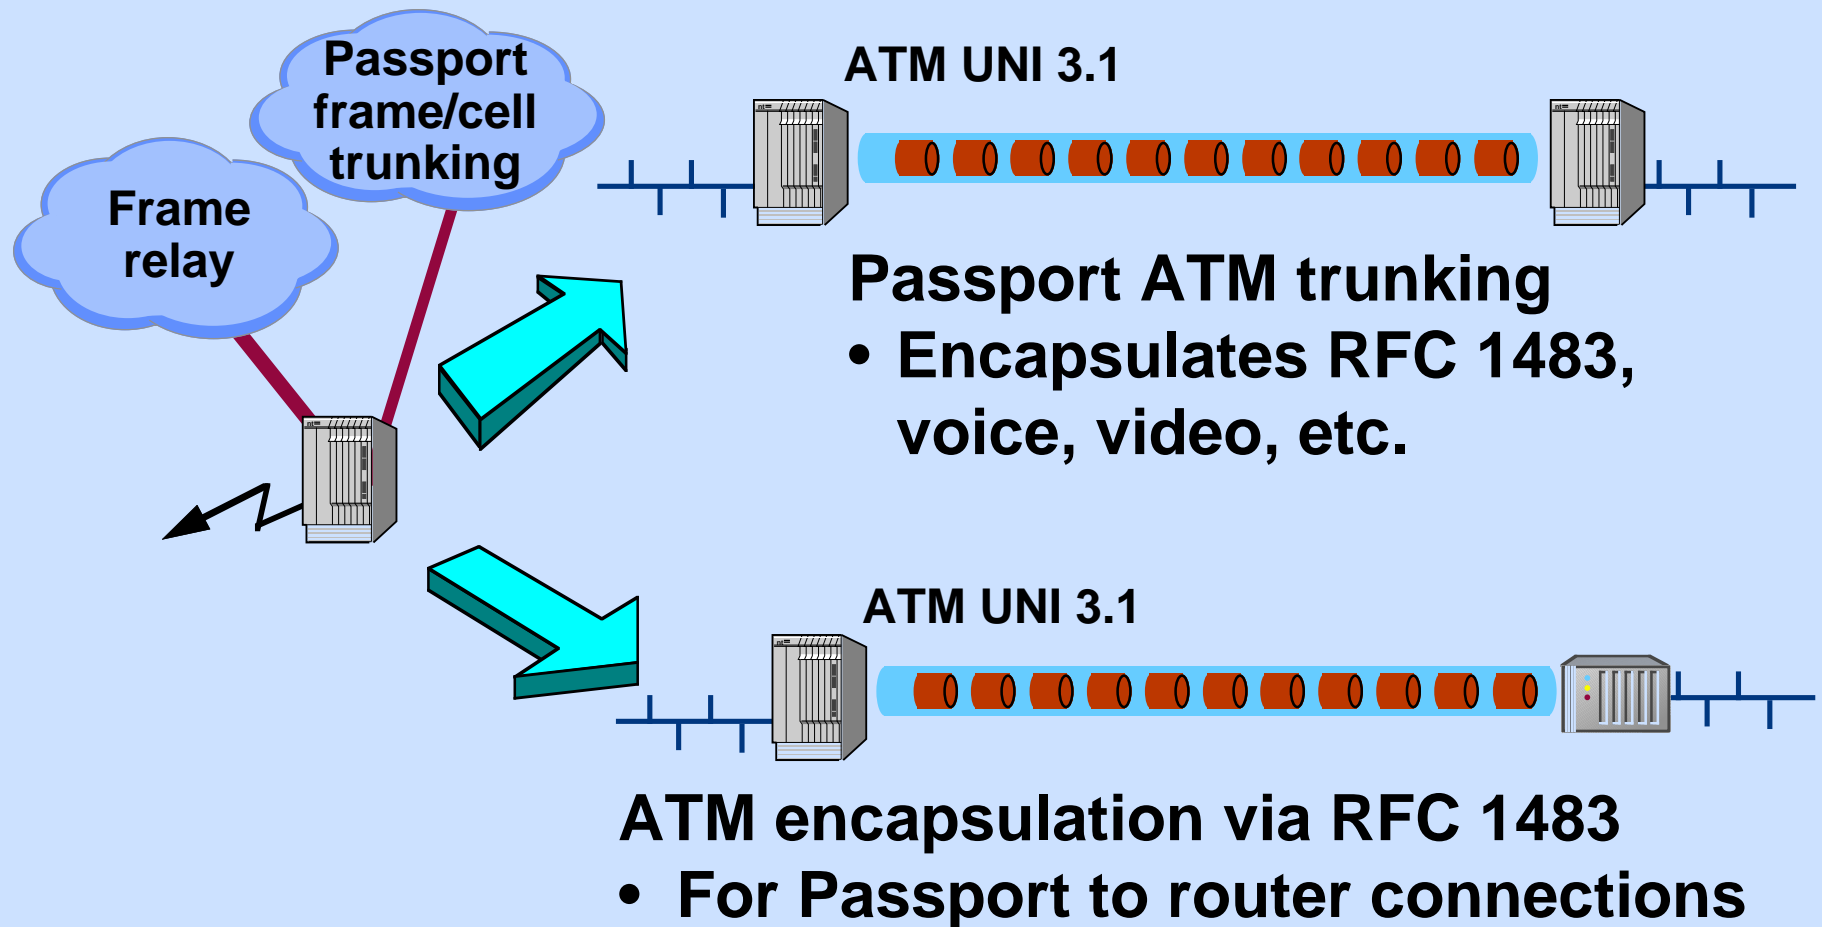 Passport
frame/cell
trunking
Frame
relay
ATM UNI 3.1
Passport ATM trunking
• Encapsulates RFC 1483,
voice, video, etc.
ATM UNI 3.1
ATM encapsulation via RFC 1483
• For Passport to router connections